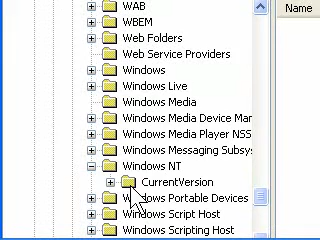 WAB
Name
WBEM
Web Folders
Web Service Providers
Windows
Windows Live
Windows Media
Windows Media Device Mar
Windows Media Player NSS
Windows Messaging Subsy
Windows NT
CurrentVersion
Windows Portable Devices
Windows Script Host
Windows Scripting Host